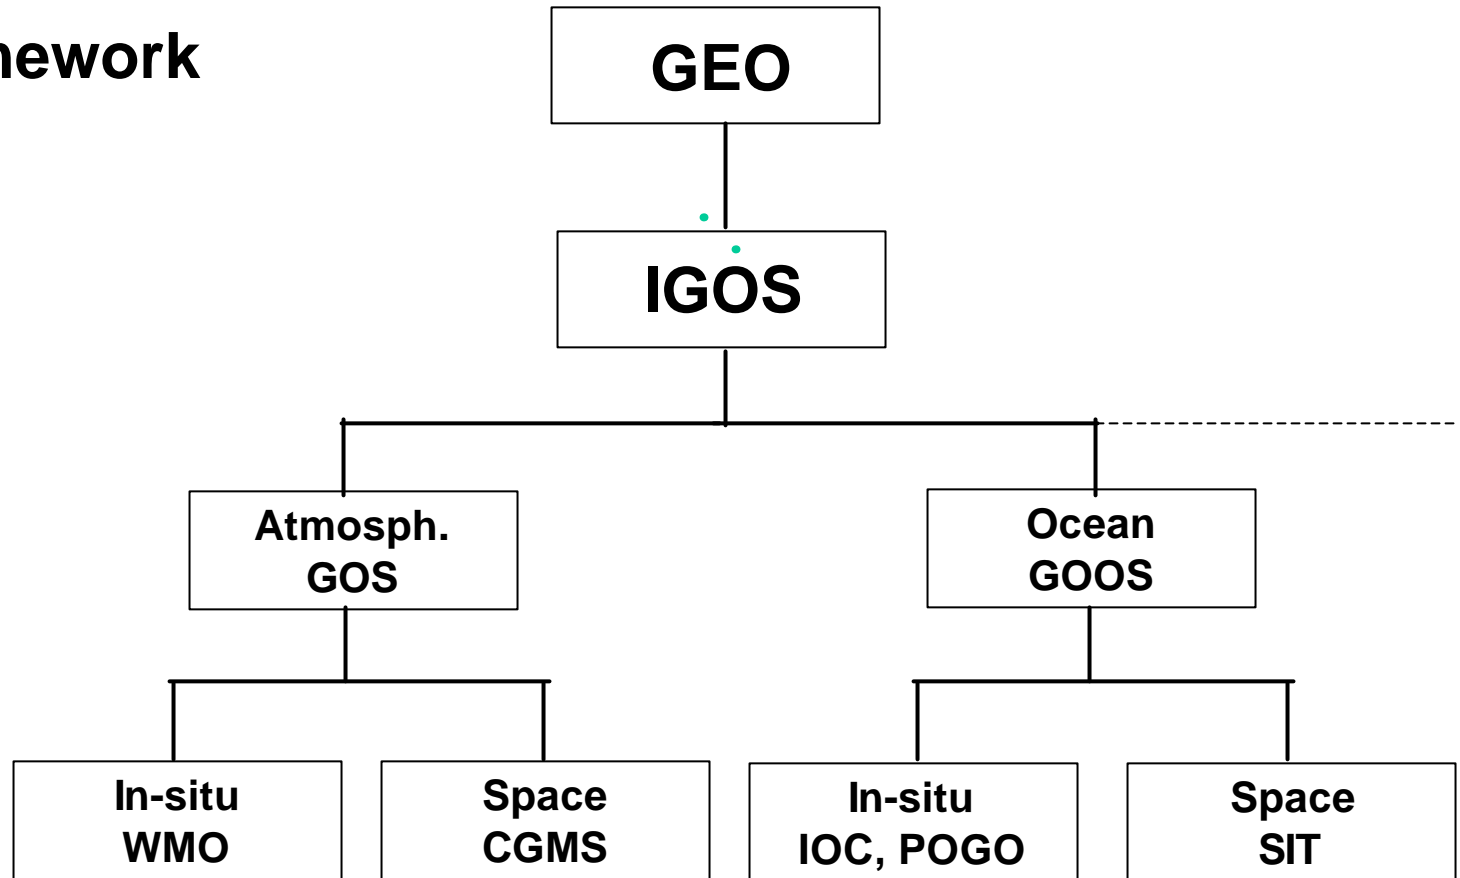 nework
GEO
IGOS
Atmosph.
GOS
Ocean
GOOS
In-situ
WMO
Space
CGMS
In-situ
IOC, POGO
Space
SIT